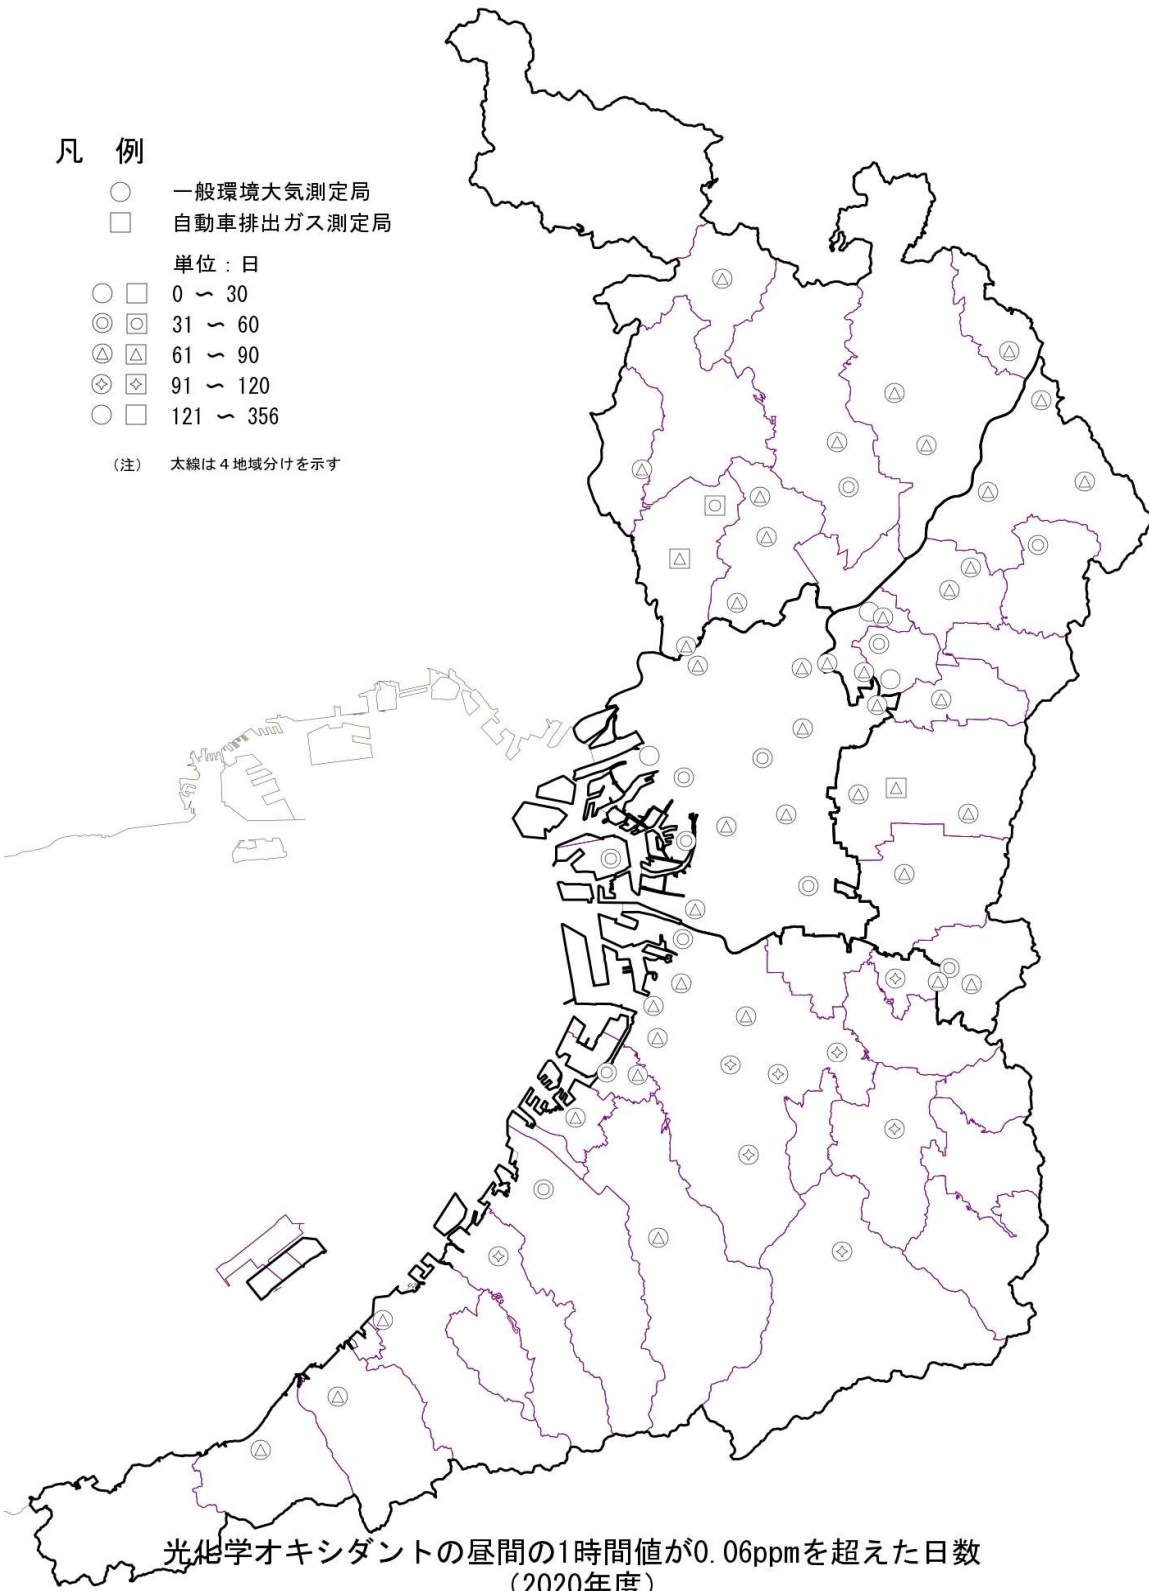 凡 例
一般環境大気測定局
自動車排出ガス測定局
単位:日
0 ~ 30
31 ~ 60
61 ~ 90
91 ~ 120
121 ~ 356
(注) 太線は4地域分けを示す
光化学オキシダントの昼間の1時間値が0.06ppmを超えた日数
(2020年度)